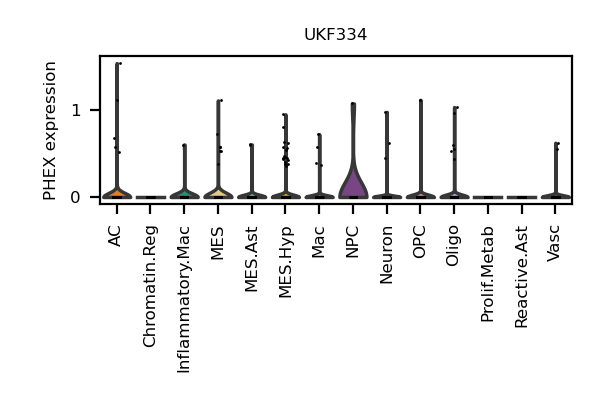 UKF334
PHEX expression
1
0
AC
Chromatin.Reg
Inflammatory.Mac
MES
MES.Ast
MES.Hyp
Mac
NPC
Neuron
OPC
Oligo
Prolif.Metab
Reactive.Ast
Vasc